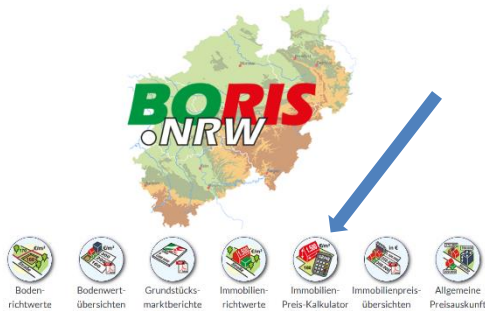 BORIS
.NRW
Boden-
richtwerte
Bodenwert-
übersichten
Grundstücks-
marktberichte
Immobilien-
richtwerte
Immobilien-
Preis-Kalkulator
Immobilienpreis-
übersichten
Allgemeine
Preisauskunft